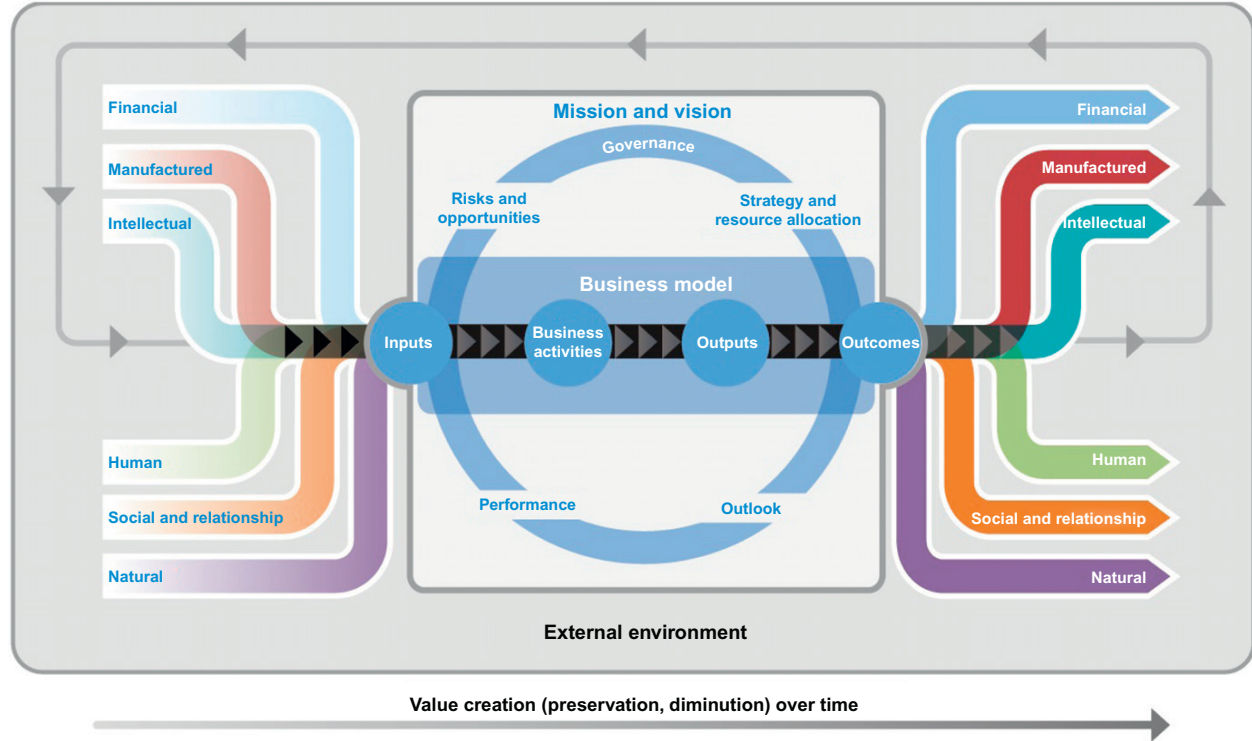 Financial
Manufactured
Intellectual
Human
Social and relationship
Natural
Mission and vision
Governance
Risks and
opportunities
Strategy and
resource allocation
Business model
Inputs
Business
activities
Outputs
Outcomes
Performance
Outlook
Financial
Manufactured
Intellectual
Human
Social and relationship
Natural
External environment
Value creation (preservation, diminution) over time